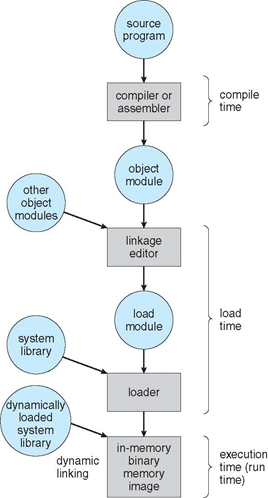 source
program
compiler or
assembler
compile
time
object
module
other
object
modules
linkage
editor
load
module
load
time
system
library
loader
dynamically
loaded
system
library
dynamic
linking
in-memory
binary
memory
image
execution
time (run
time)